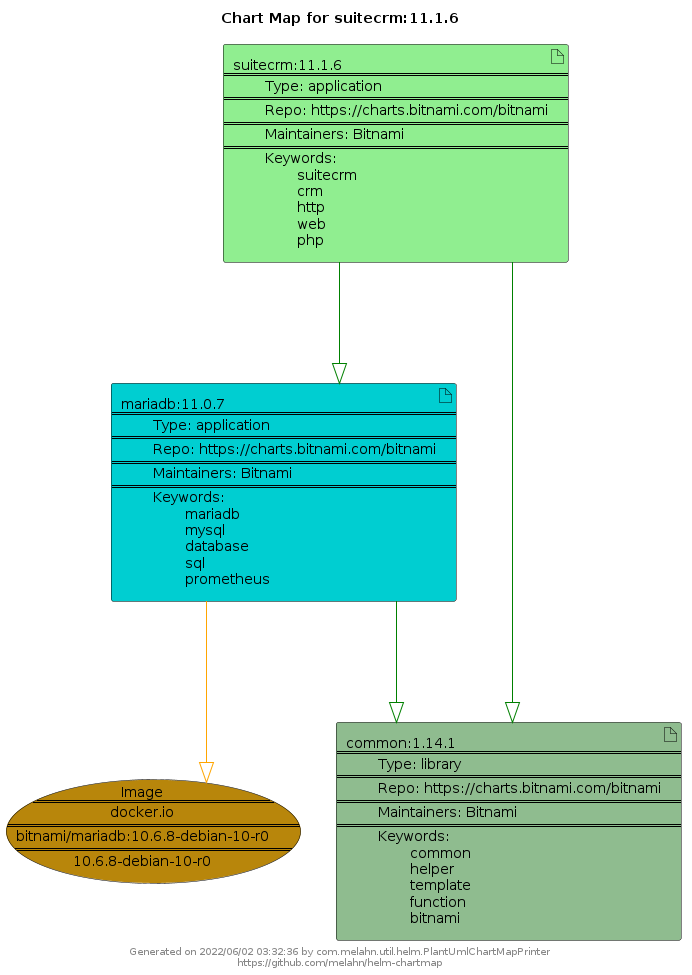 Chart Map for suitecrm:11.1.6
suitecrm:11.1.6
Type: application
Repo: https://charts.bitnami.com/bitnami
Maintainers: Bitnami
Keywords:
suitecrm
crm
http
web
php
mariadb:11.0.7
Type: application
Repo: https://charts.bitnami.com/bitnami
Maintainers: Bitnami
Keywords:
mariadb
mysql
database
sql
prometheus
Image
docker.io
bitnami/mariadb:10.6.8-debian-10-r0
10.6.8-debian-10-r0
common:1.14.1
Type: library
Repo: https://charts.bitnami.com/bitnami
Maintainers: Bitnami
Keywords:
common
helper
template
function
bitnami
Generated on 2022/06/02 03:32:36 by com.melahn.util.helm.PlantUmlChartMapPrinter
https://github.com/melahn/helm-chartmap